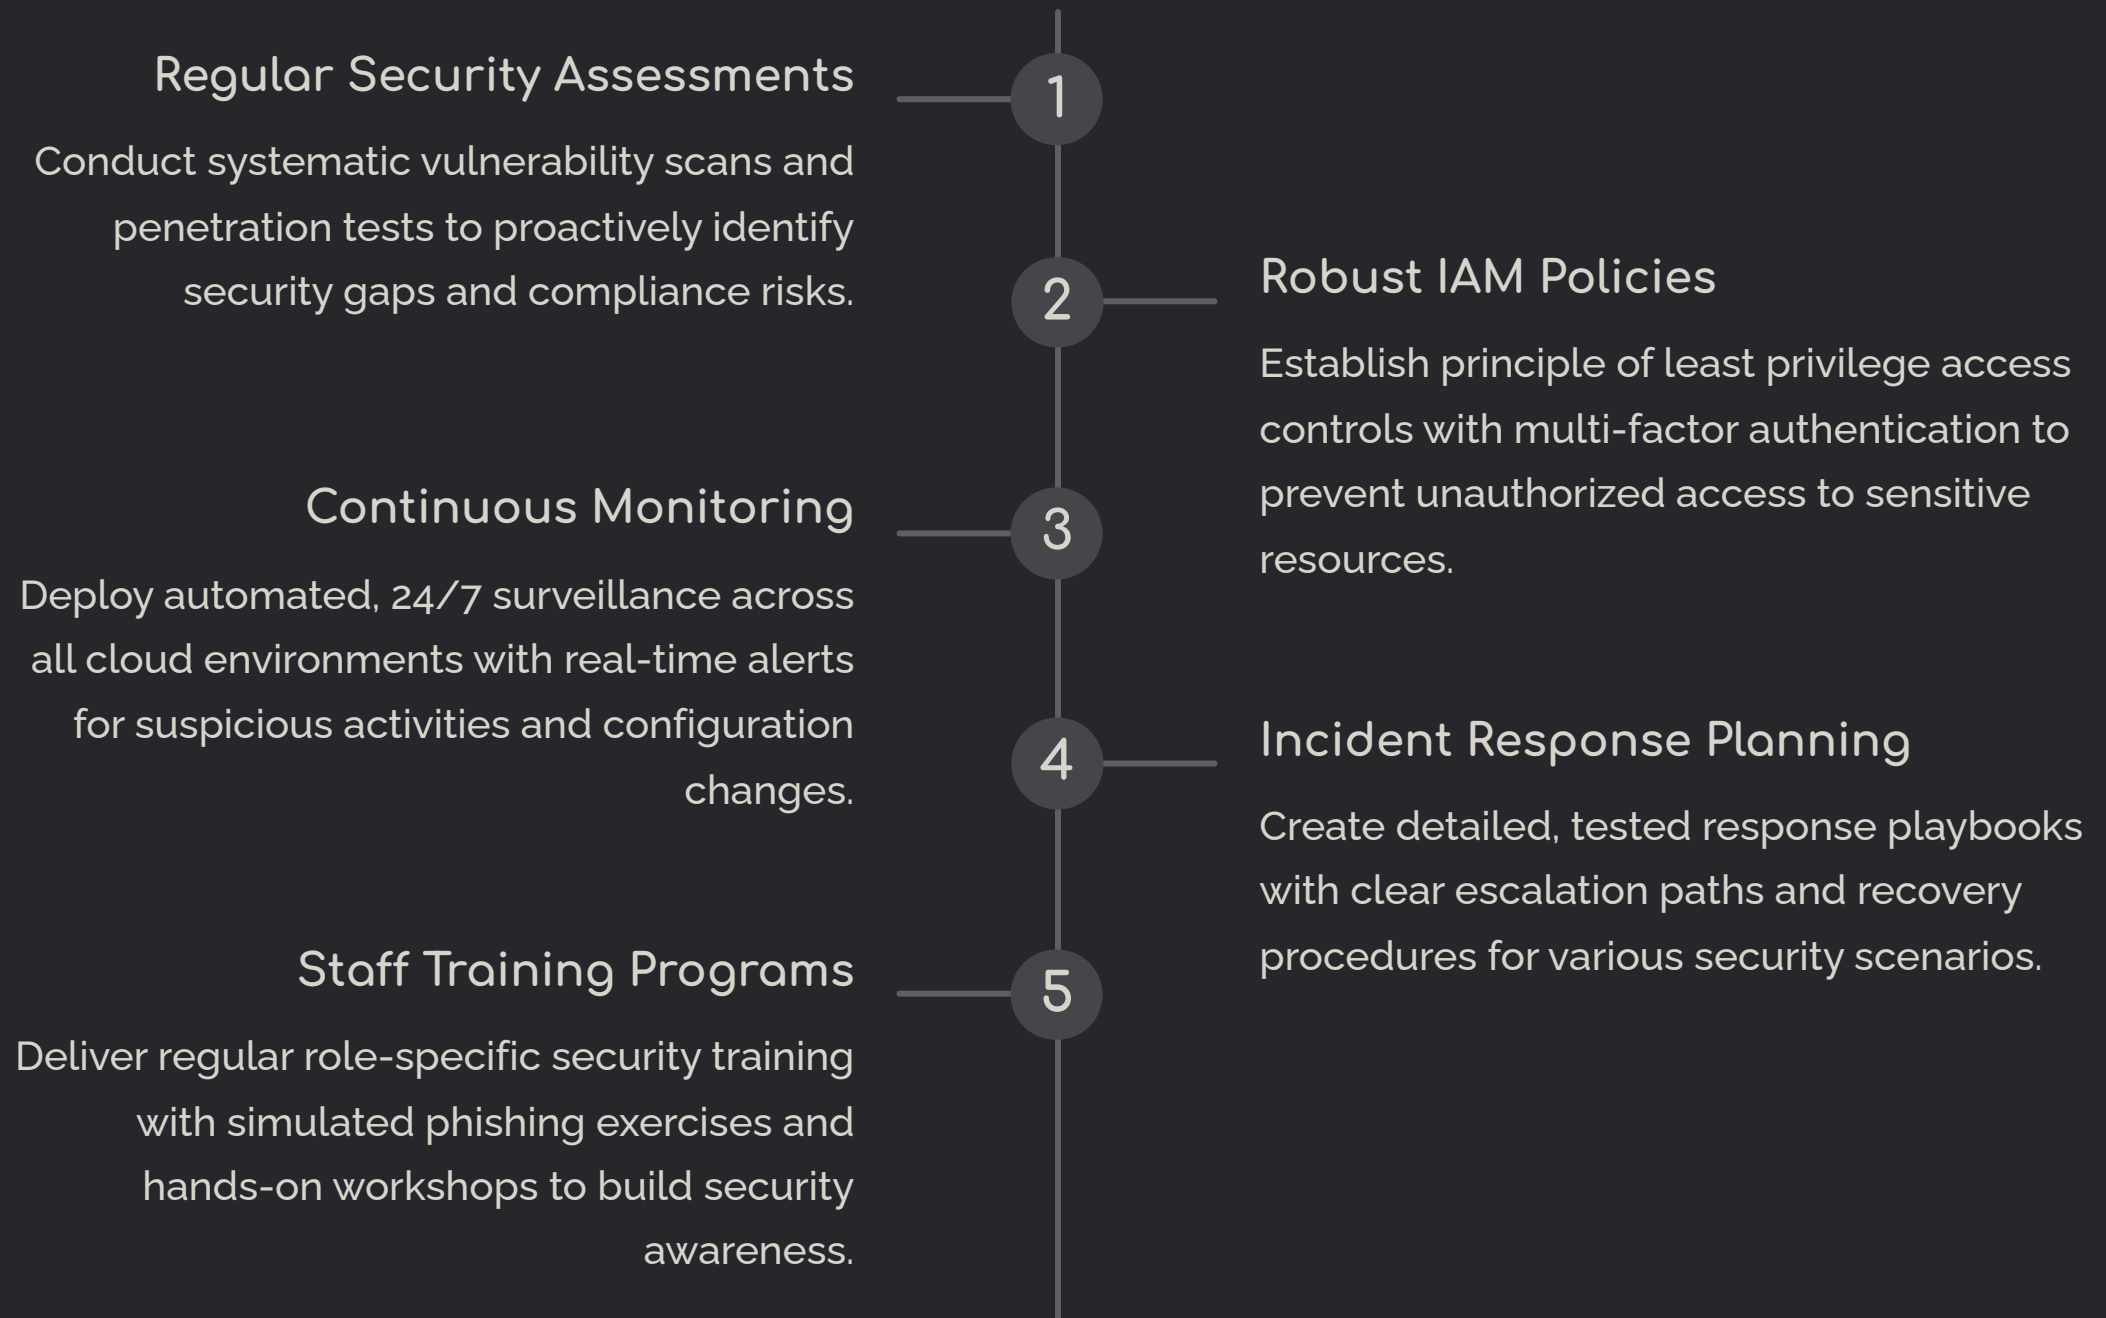 Regular Security Assessments
1
Conduct systematic vulnerability scans and
penetration tests to proactively identify
security gaps and compliance risks.
2
Robust IAM Policies
Establish principle of least privilege access
controls with multi-factor authentication to
prevent unauthorized access to sensitive
resources.
Continuous Monitoring
3
Deploy automated, 24/7 surveillance across
all cloud environments with real-time alerts
for suspicious activities and configuration
changes.
4
Incident Response Planning
Create detailed, tested response playbooks
with clear escalation paths and recovery
procedures for various security scenarios.
Staff Training Programs
5
Deliver regular role-specific security training
with simulated phishing exercises and
hands-on workshops to build security
awareness.